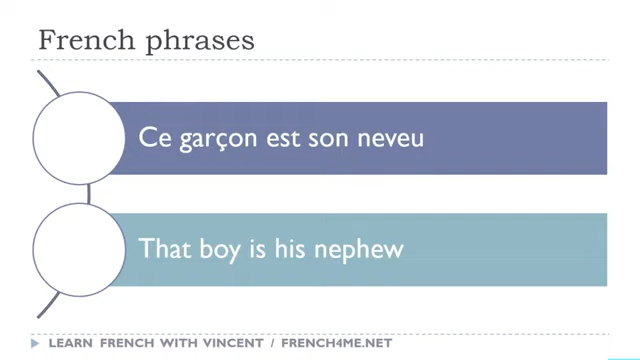 French phrases
Ce garçon est son neveu
That boy is his nephew
LEARN FRENCH WITH VINCENT / FRENCH4ME.NET